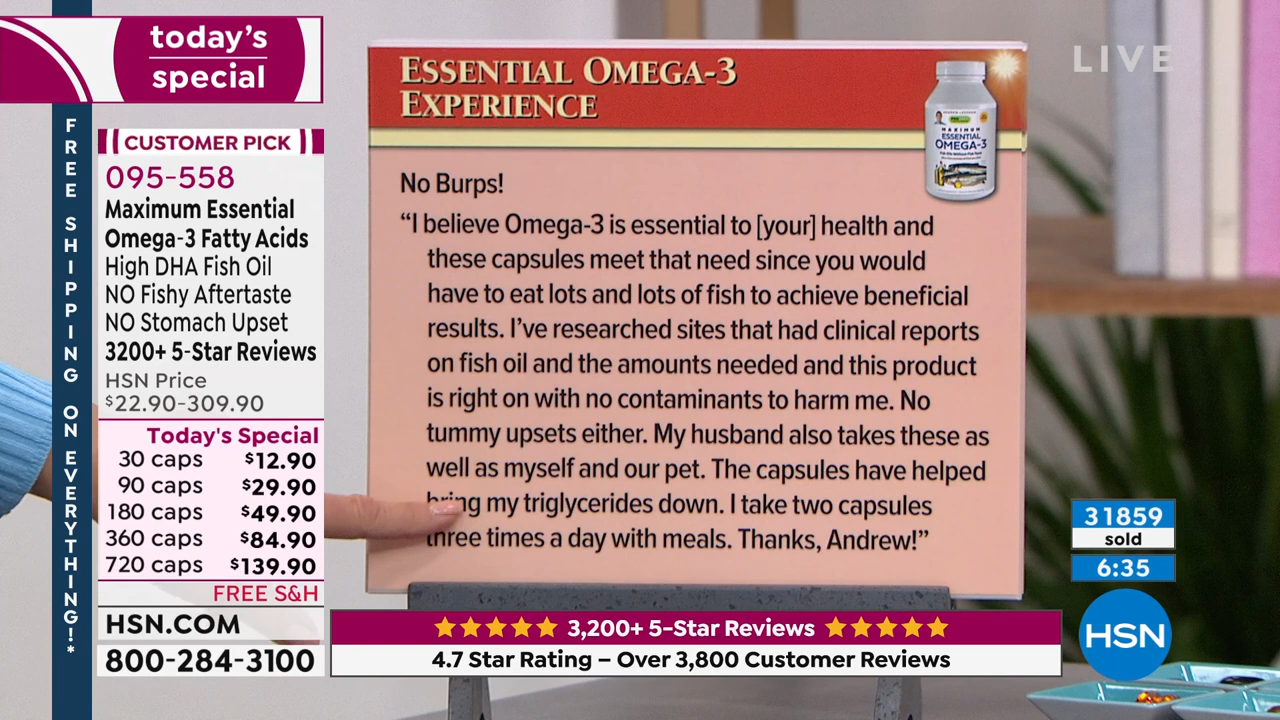 today's
special
FREE SHIPPING ON EVERYTHING!*
CUSTOMER PICK
095-558
Maximum Essential
Omega-3 Fatty Acids
High DHA Fish Oil
NO Fishy Aftertaste
NO Stomach Upset
3200+ 5-Star Reviews
HSN Price
$22.90-309.90
Today's Special
30 caps $12.90
90 caps $29.90
180 caps $49.90
360 caps $84.90
720 caps $139.90
FREE S&H
HSN.COM
800-284-3100
ESSENTIAL OMEGA-3
EXPERIENCE
MAXIMUM
ESSENTIAL
OMEGA-3
No Burps!
“I believe Omega-3 is essential to [your] health and
these capsules meet that need since you would
have to eat lots and lots of fish to achieve beneficial
results. I’ve researched sites that had clinical reports
on fish oil and the amounts needed and this product
is right on with no contaminants to harm me. No
tummy upsets either. My husband also takes these as
well as myself and our pet. The capsules have helped
bring my triglycerides down. I take two capsules
three times a day with meals. Thanks, Andrew!”
LIVE
31859
sold
6:35
HSN
3,200+ 5-Star Reviews
4.7 Star Rating – Over 3,800 Customer Reviews